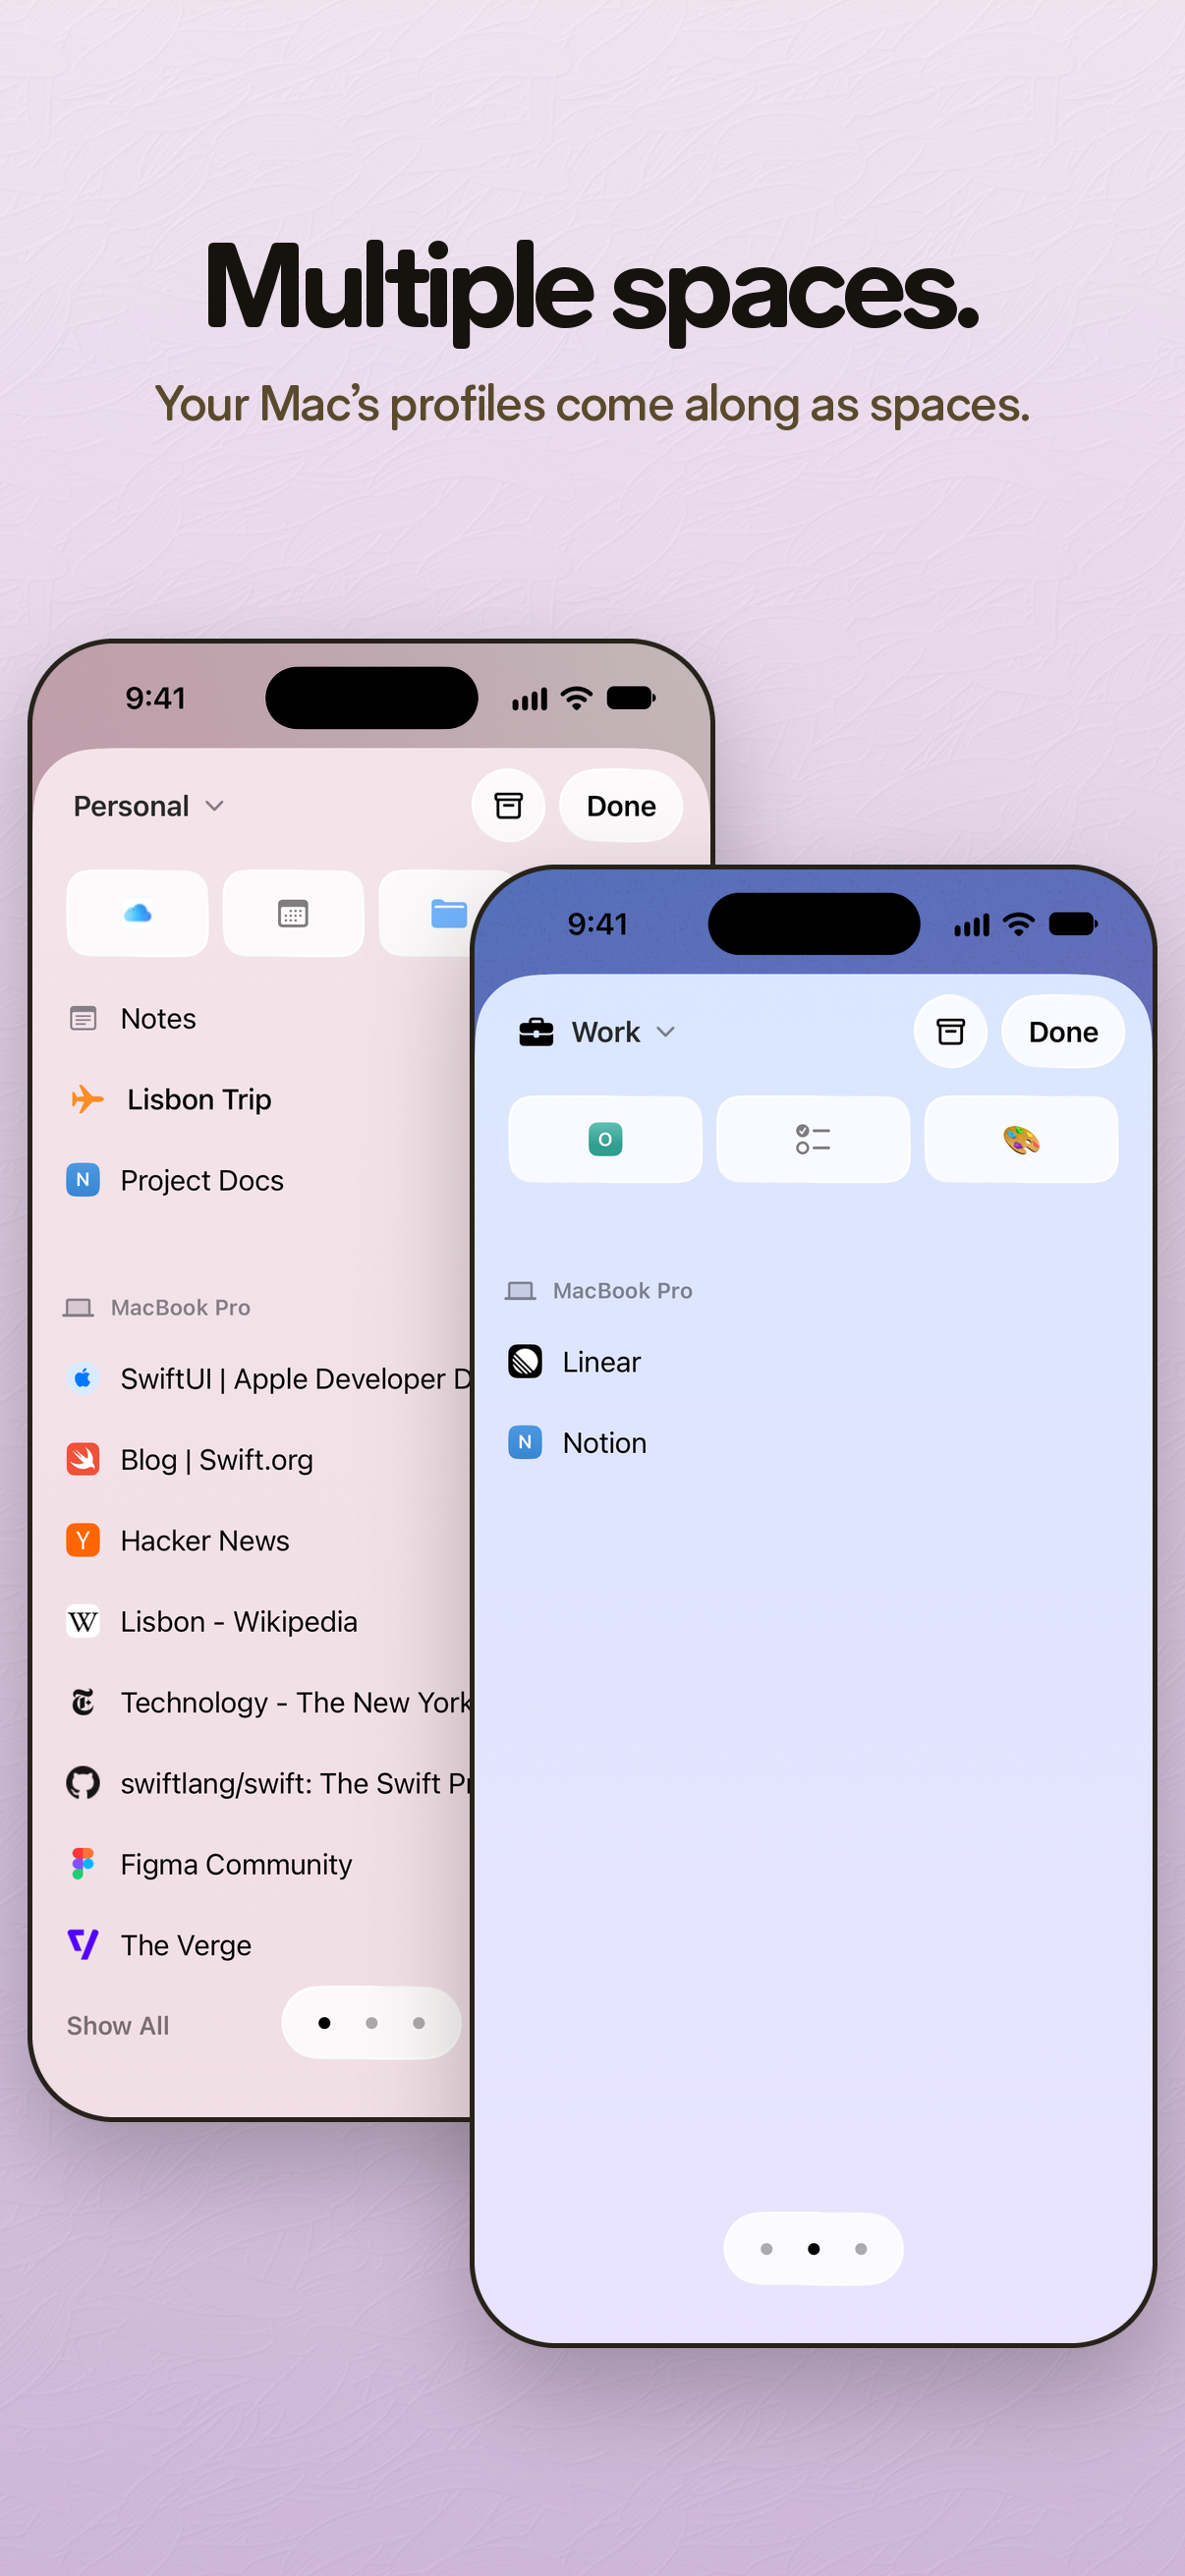 Multiple spaces.
Your Mac’s profiles come along as spaces.
9:41
Personal
Done
Notes
Lisbon Trip
N
Project Docs
MacBook Pro
SwiftUI | Apple Developer D
Blog | Swift.org
Y
Hacker News
W
Lisbon - Wikipedia
T
Technology - The New York
swiftlang/swift: The Swift Pr
Figma Community
The Verge
Show All
9:41
Work
Done
O
MacBook Pro
Linear
N
Notion